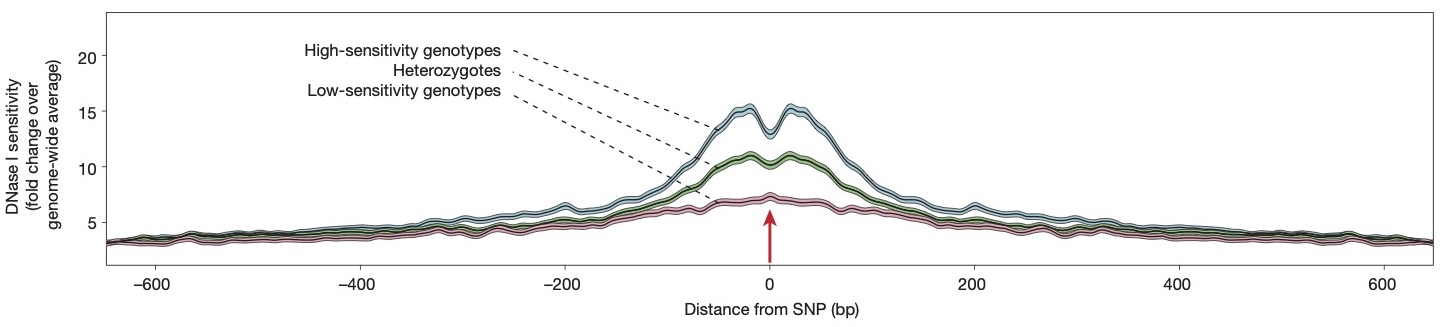 High-sensitivity genotypes
Heterozygotes
Low-sensitivity genotypes
DNase I sensitivity
(fold change over
genome-wide average)
20
15
10
5
–600
–400
–200
0
200
400
600
Distance from SNP (bp)